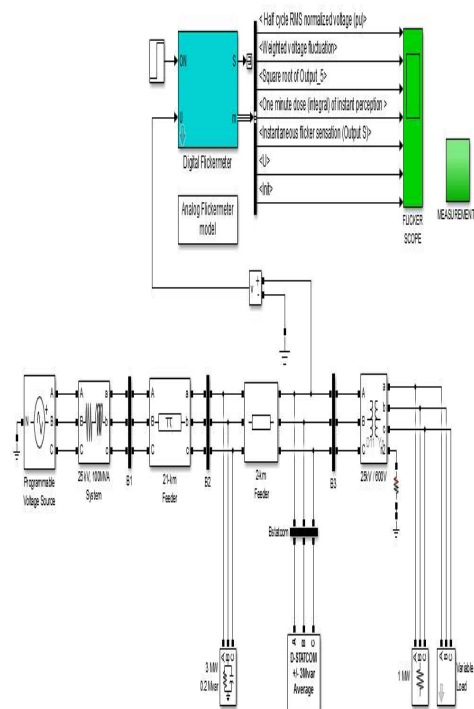 < Half cycle RMS normalized voltage (pu)
<Weighted voltage fluctuation>
<Square root of Output_5>
<One minute dose (integral) of instant perception >
<Instantaneous flicker sensation (Output S)>
<U>
<Init>
ON
S
U
m
Digital Flickermeter
Analog Flickermeter
model
FLICKER
SCOPE
MEASUREMENT
v
+
-
N
A
B
C
A
B
C
a
b
c
A
B
C
a
b
c
A
B
C
a
b
c
A
B
C
a
b
c
n2
B1
B2
B3
Programmable
Voltage Source
25 kV, 100MVA
System
21-km
Feeder
2-km
Feeder
25kV / 600V
Bstatcom
A B C
3 MW
0.2 Mvar
A B C
D-STATCOM
+/- 3Mvar
Average
A B C
1 MW
A B C
Variable
Load